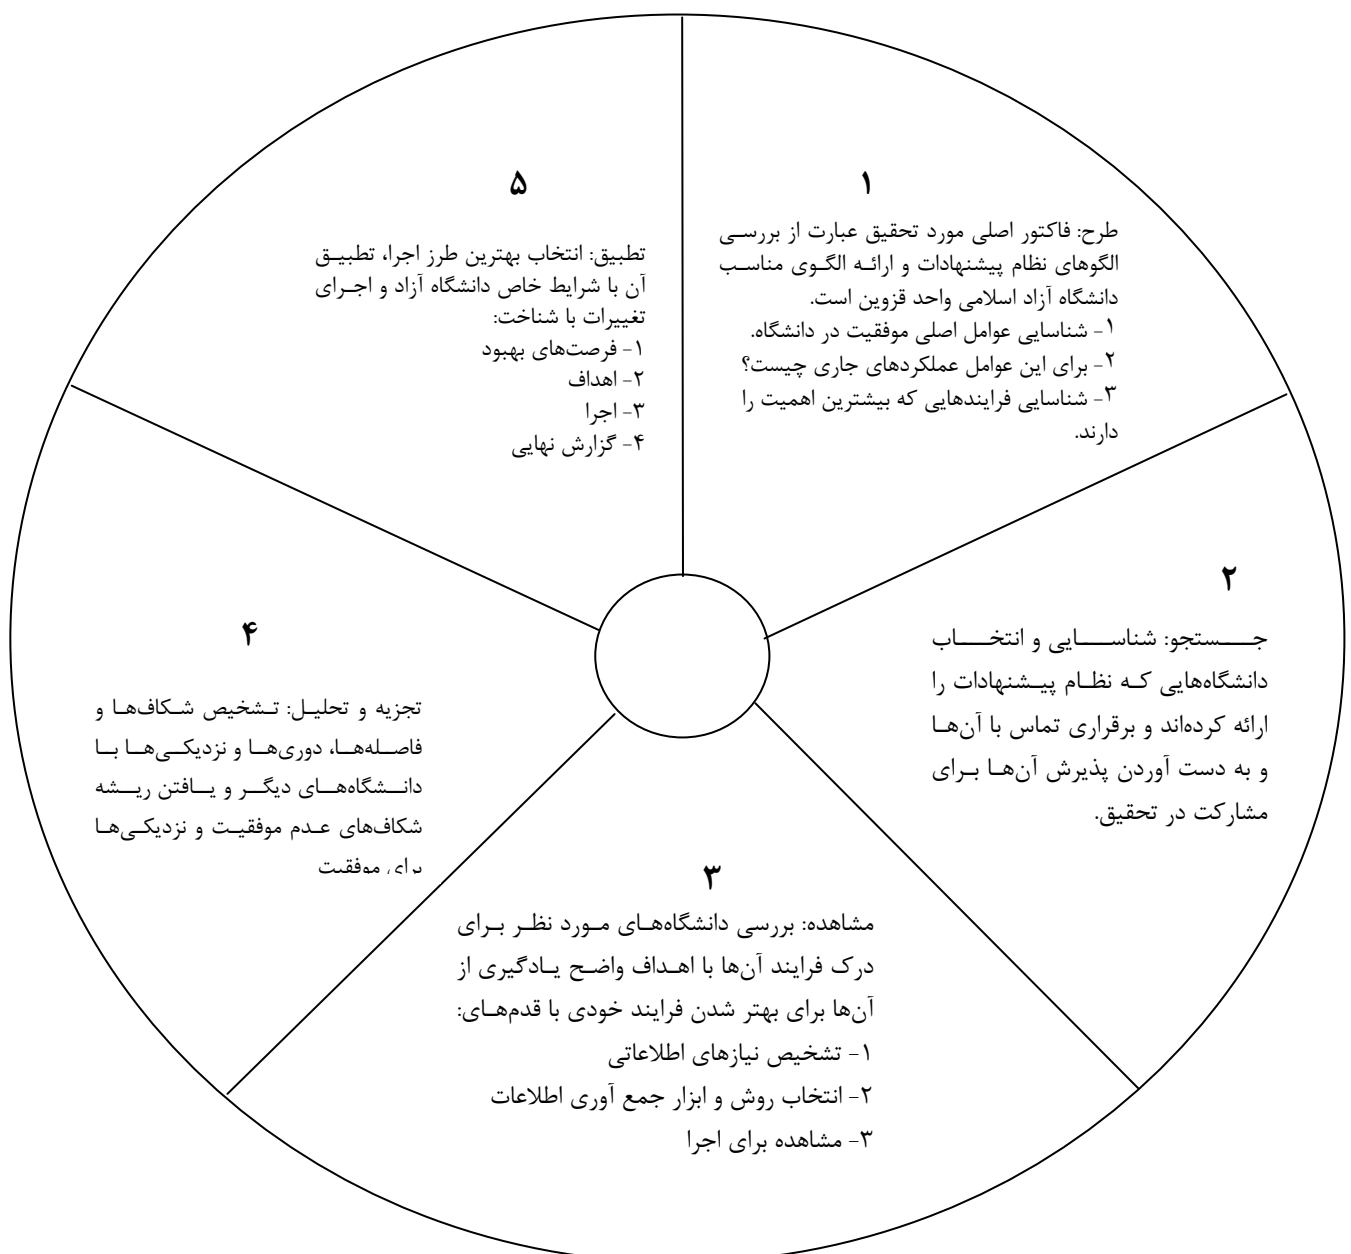 ۱
طرح: فاکتور اصلی مورد تحقیق عبارت از بررسی
الگوهای نظام پیشنهادات و ارائه الگوی مناسب
دانشگاه آزاد اسلامی واحد قزوین است.
۱- شناسایی عوامل اصلی موفقیت در دانشگاه.
۲- برای این عوامل عملکردهای جاری چیست؟
۳- شناسایی فرایندهایی که بیشترین اهمیت را
دارند.
۲
جستجو: شناسایی و انتخاب
دانشگاه‌هایی که نظام پیشنهادات را
ارائه کرده‌اند و برقراری تماس با آن‌ها
و به دست آوردن پذیرش آن‌ها برای
مشارکت در تحقیق.
۳
مشاهده: بررسی دانشگاه‌های مورد نظر برای
درک فرایند آن‌ها با اهداف واضح یادگیری از
آن‌ها برای بهتر شدن فرایند خودی با قدم‌های:
۱- تشخیص نیازهای اطلاعاتی
۲- انتخاب روش و ابزار جمع آوری اطلاعات
۳- مشاهده برای اجرا
۴
تجزیه و تحلیل: تشخیص شکاف‌ها و
فاصله‌ها، دوری‌ها و نزدیکی‌ها با
دانشگاه‌های دیگر و یافتن ریشه
شکاف‌های عدم موفقیت و نزدیکی‌ها
برای موفقیت
۵
تطبیق: انتخاب بهترین طرز اجرا، تطبیق
آن با شرایط خاص دانشگاه آزاد و اجرای
تغییرات با شناخت:
۱- فرصت‌های بهبود
۲- اهداف
۳- اجرا
۴- گزارش نهایی